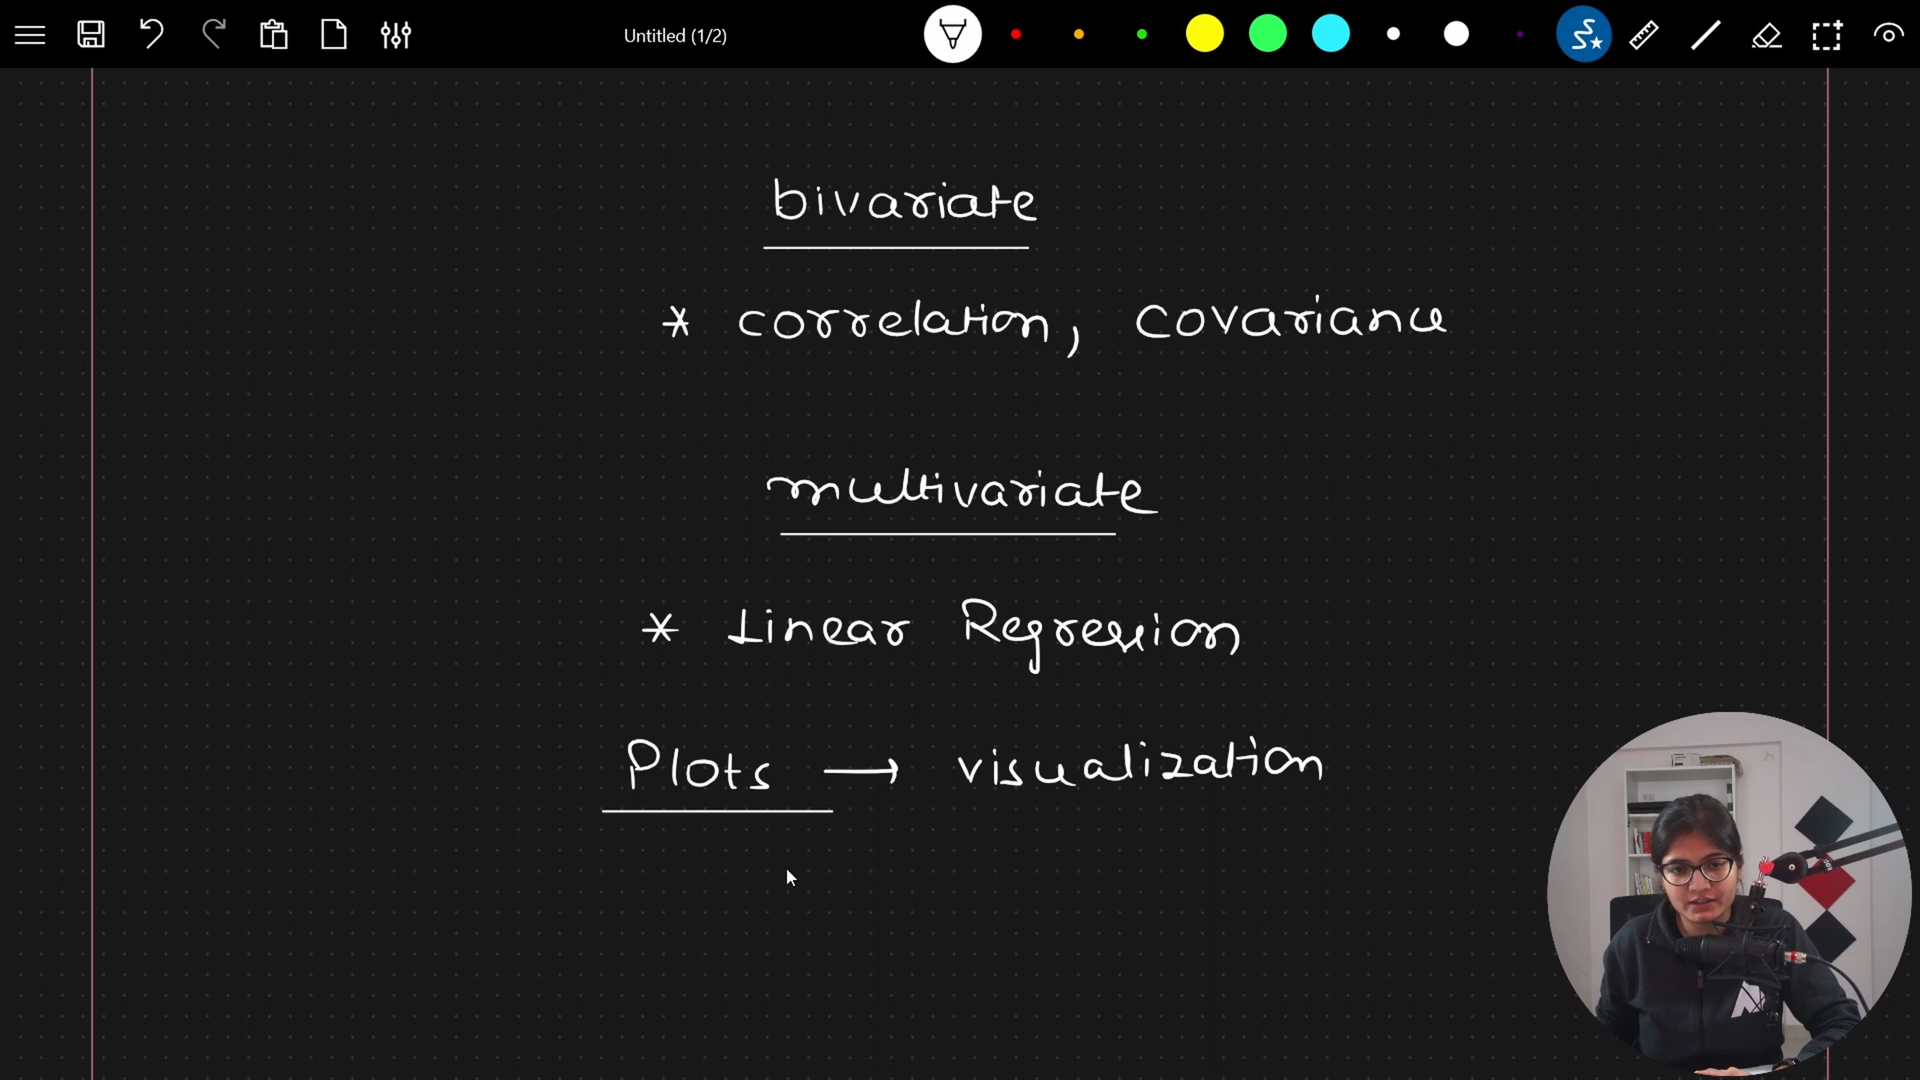 Untitled (1/2)
bivariate
* correlation, covariance
multivariate
* Linear Regression
Plots → visualization